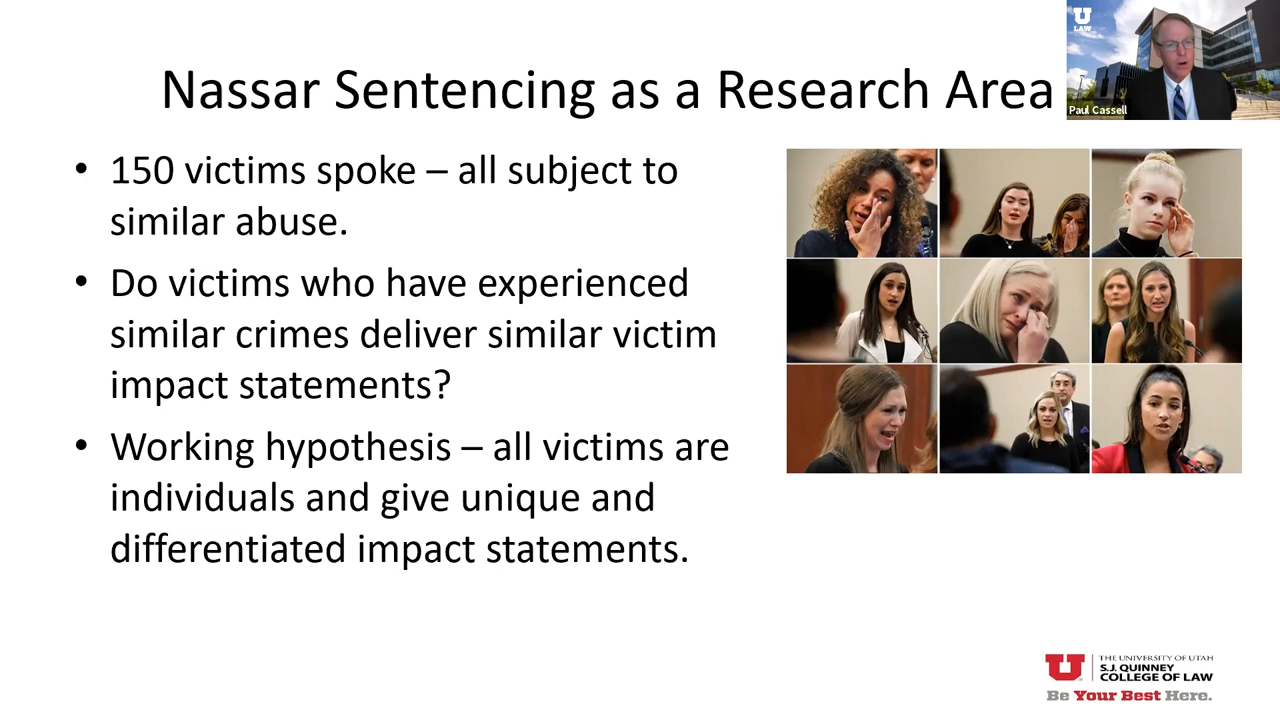 Nassar Sentencing as a Research Area
U
LAW
Paul Cassell
• 150 victims spoke – all subject to
similar abuse.
• Do victims who have experienced
similar crimes deliver similar victim
impact statements?
• Working hypothesis – all victims are
individuals and give unique and
differentiated impact statements.
U
THE UNIVERSITY OF UTAH
S.J. QUINNEY
COLLEGE OF LAW
Be Your Best Here.